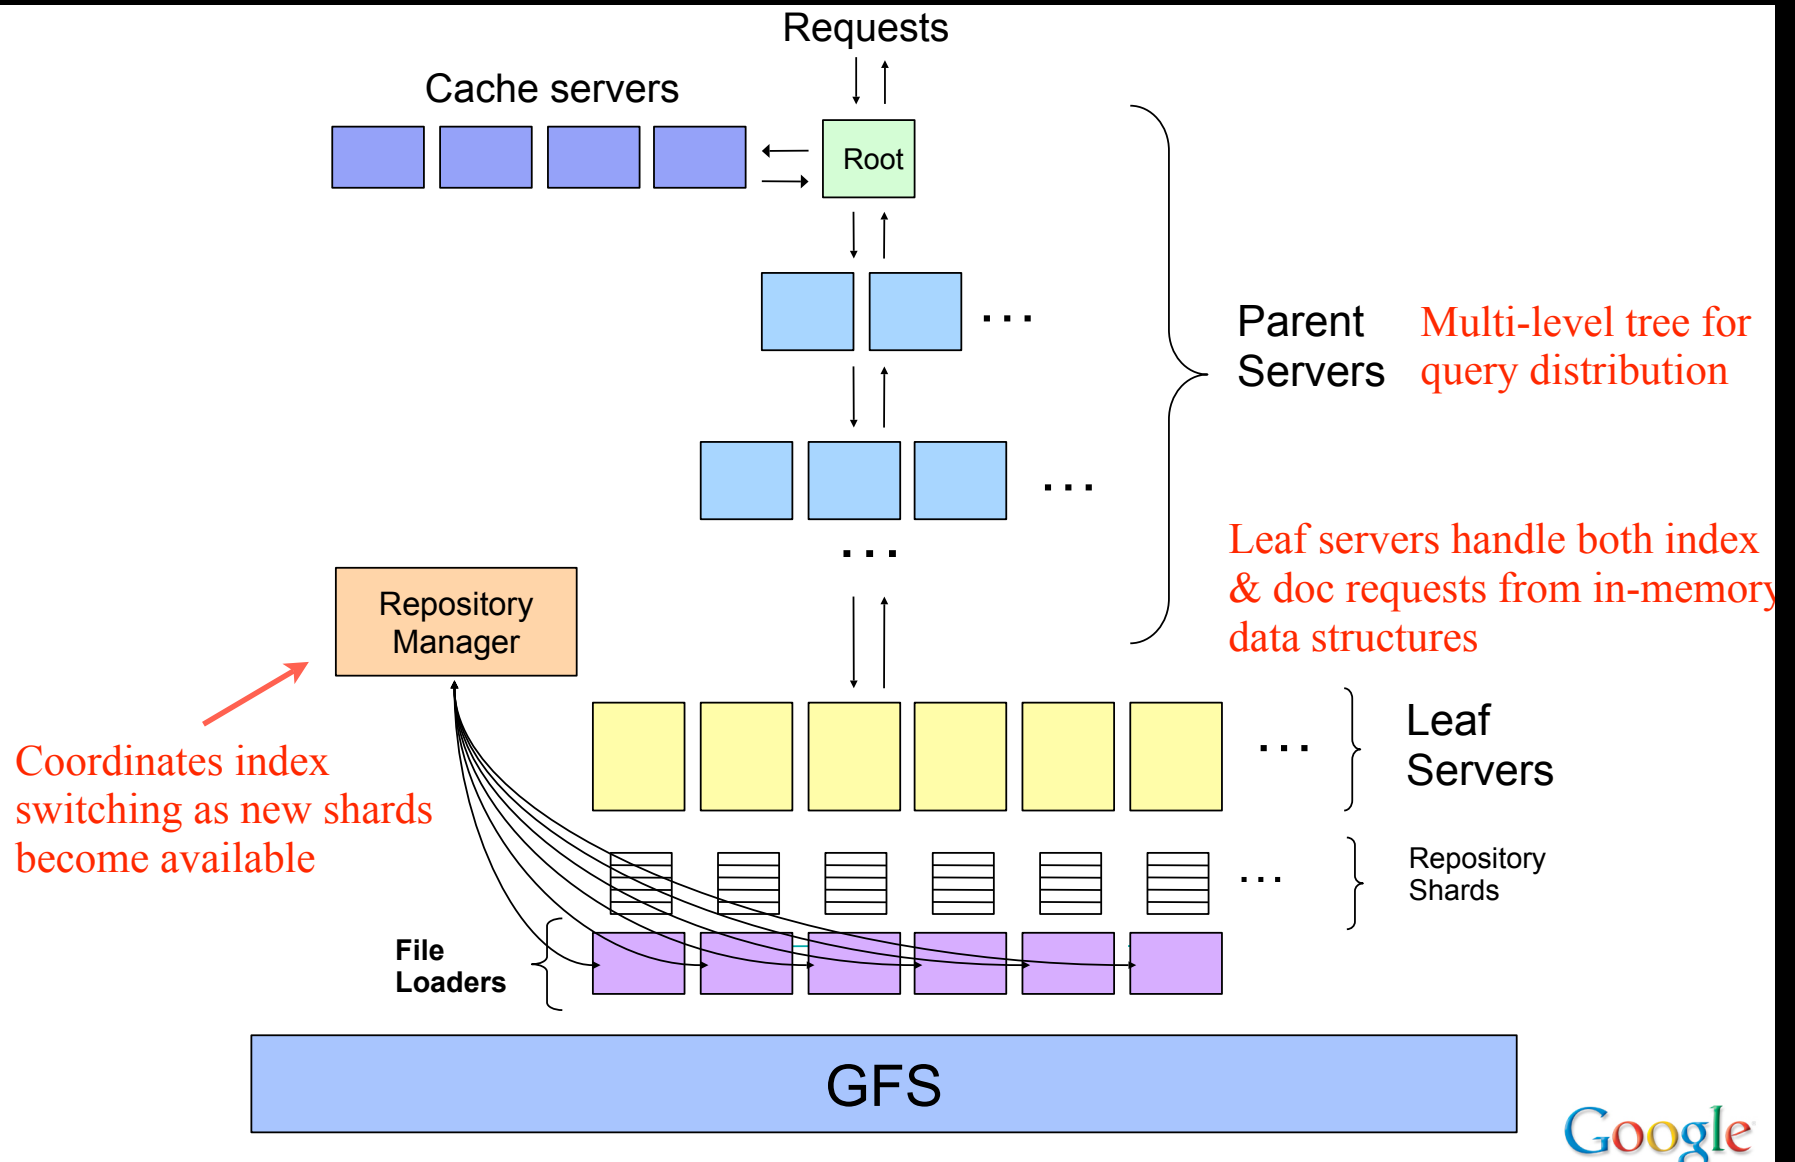 Requests
Cache servers
Root
Parent
Servers
Multi-level tree for
query distribution
Leaf servers handle both index
& doc requests from in-memory
data structures
Repository
Manager
Coordinates index
switching as new shards
become available
Leaf
Servers
Repository
Shards
File
Loaders
GFS
Google